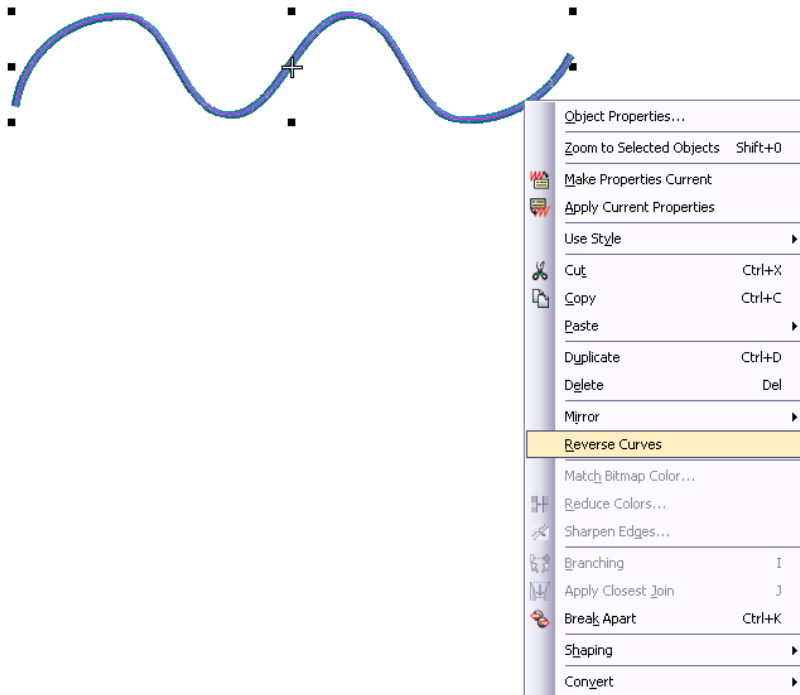 Object Properties...
Zoom to Selected Objects Shift+0
Make Properties Current
Apply Current Properties
Use Style
Cut Ctrl+X
Copy Ctrl+C
Paste
Duplicate Ctrl+D
Delete Del
Mirror
Reverse Curves
Match Bitmap Color...
Reduce Colors...
Sharpen Edges...
Branching I
Apply Closest Join J
Break Apart Ctrl+K
Shaping
Convert